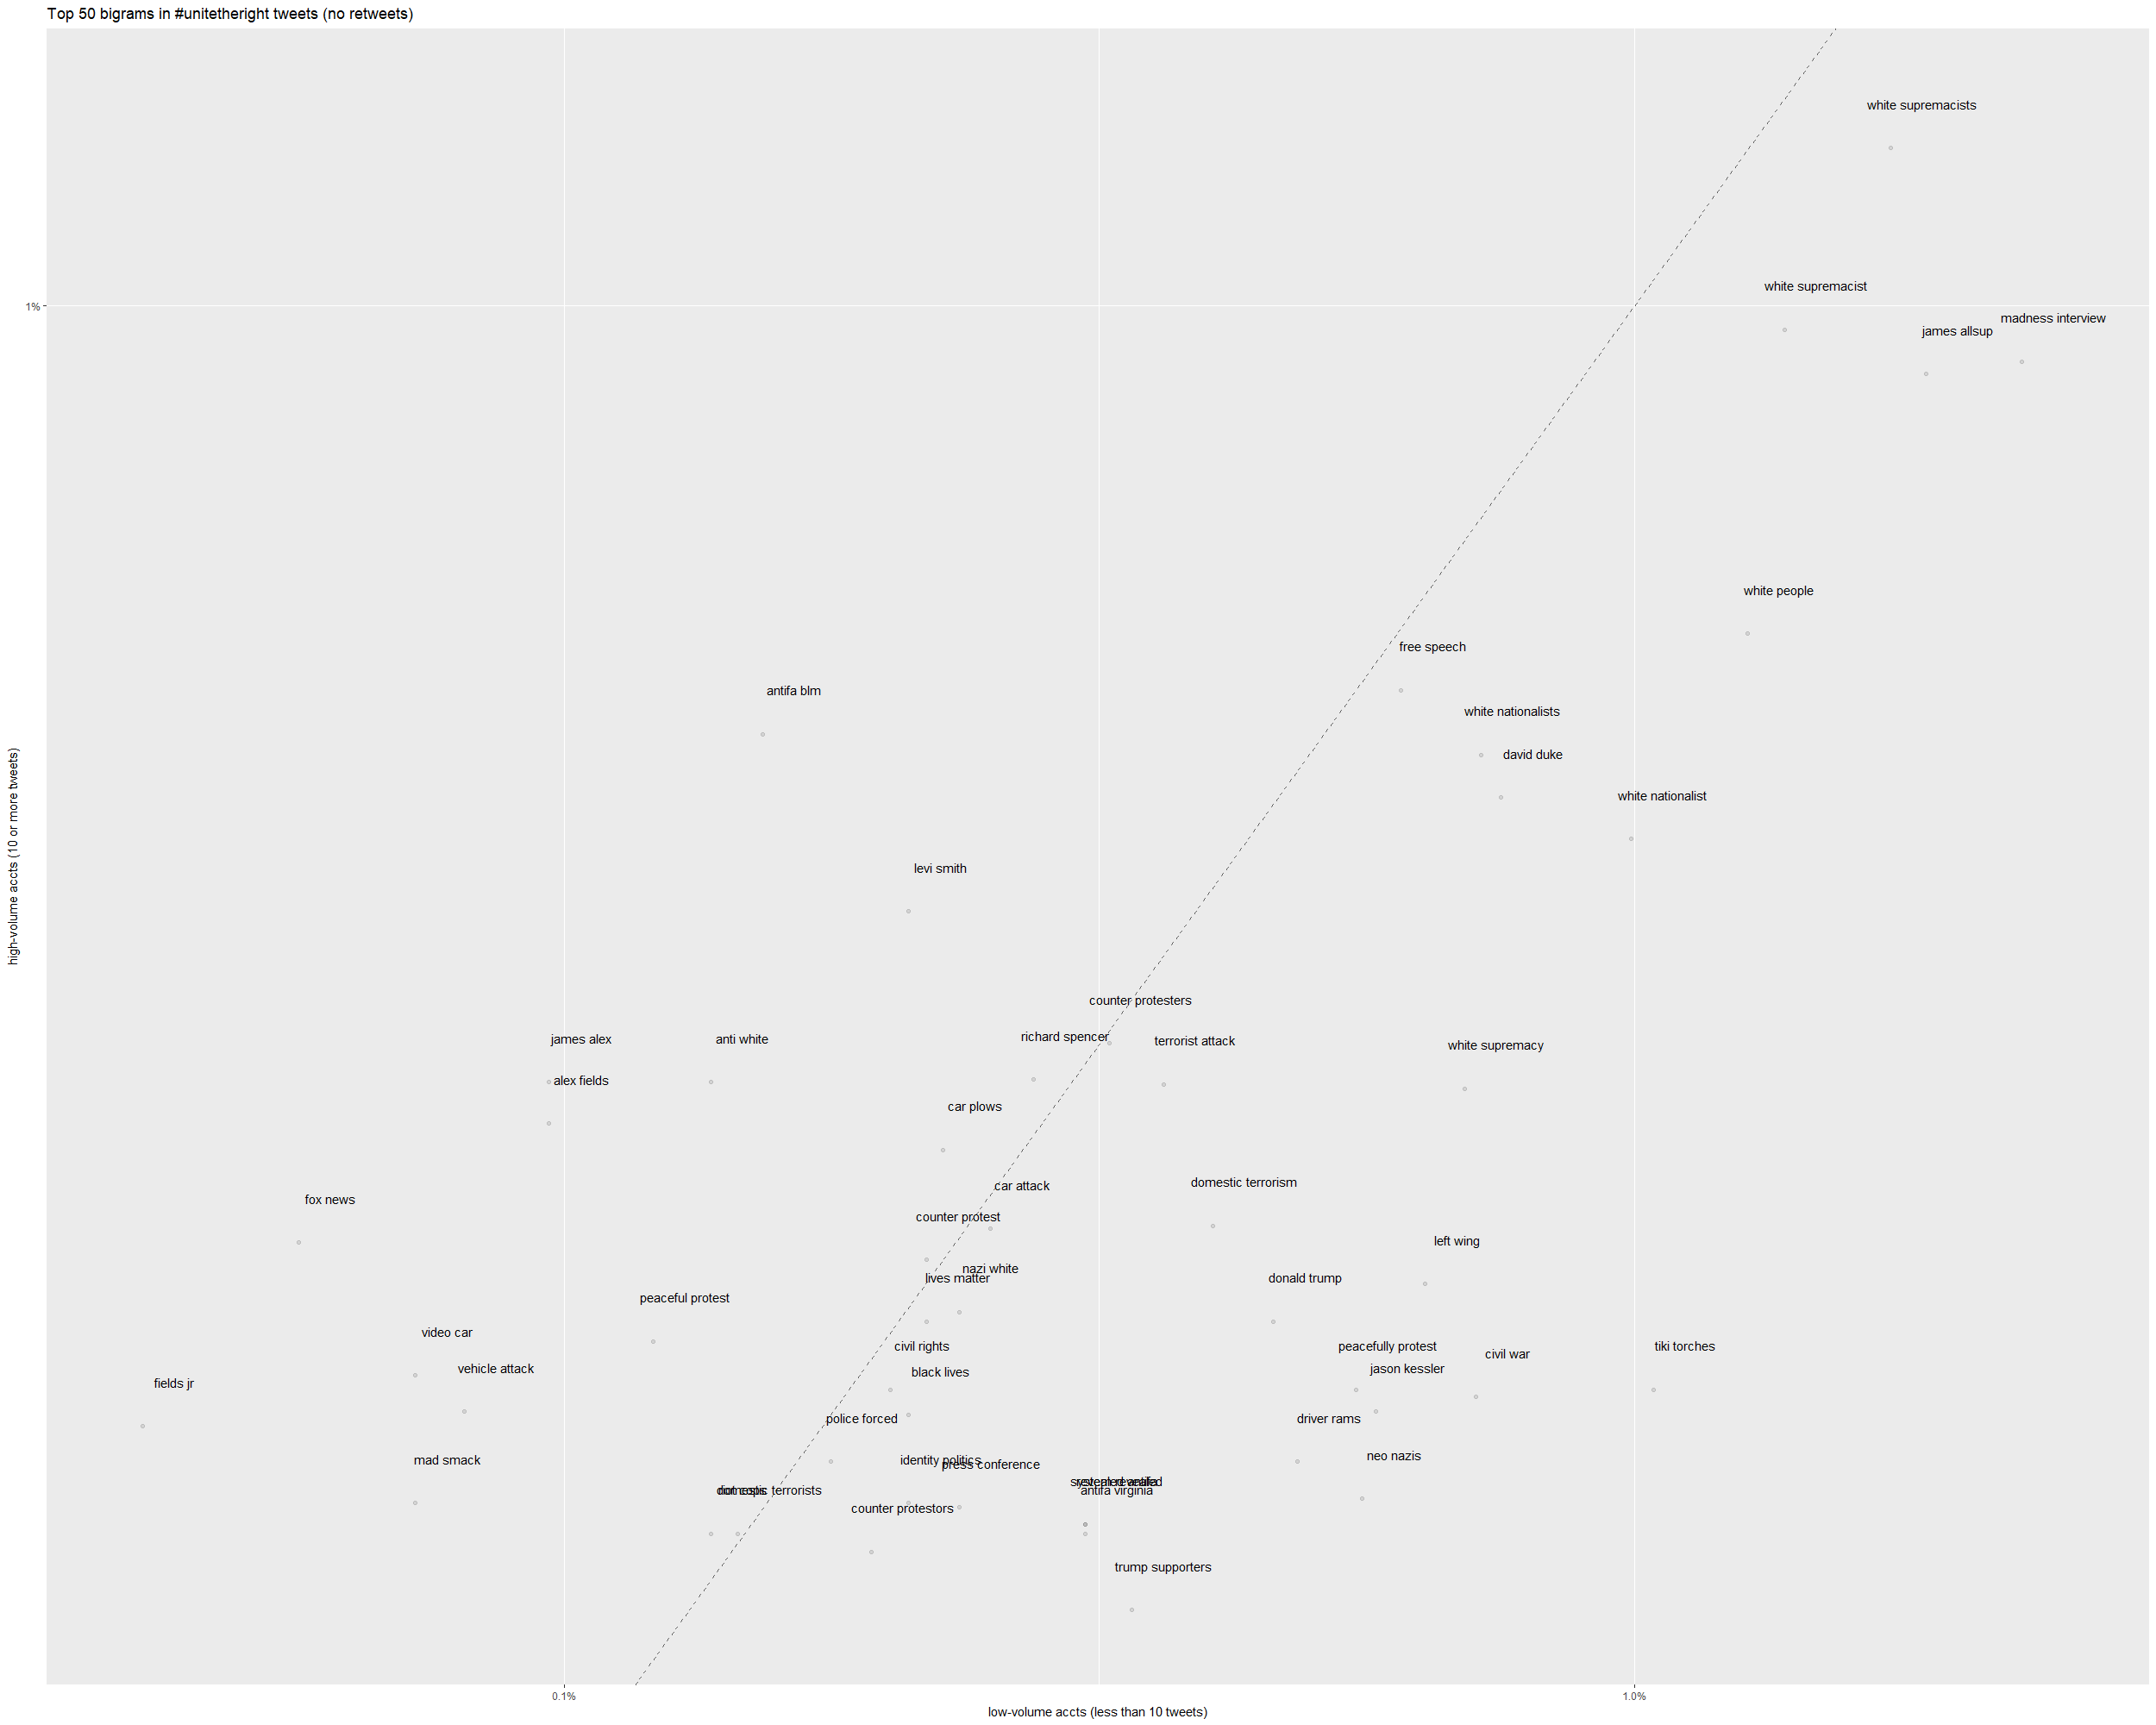 Top 50 bigrams in #unitetheright tweets (no retweets)
white supremacists
white supremacist
1%
madness interview
james allsup
white people
free speech
antifa blm
white nationalists
david duke
high-volume accts (10 or more tweets)
white nationalist
levi smith
counter protesters
richard spencer
james alex
anti white
terrorist attack
white supremacy
alex fields
car plows
car attack
domestic terrorism
fox news
counter protest
left wing
nazi white
lives matter
donald trump
peaceful protest
video car
civil rights
peacefully protest
civil war
tiki torches
vehicle attack
black lives
jason kessler
fields jr
police forced
driver rams
neo nazis
mad smack
identity politics
press conference
antifa virginia
domestic terrorists
counter protestors
trump supporters
0.1%
1.0%
low-volume accts (less than 10 tweets)